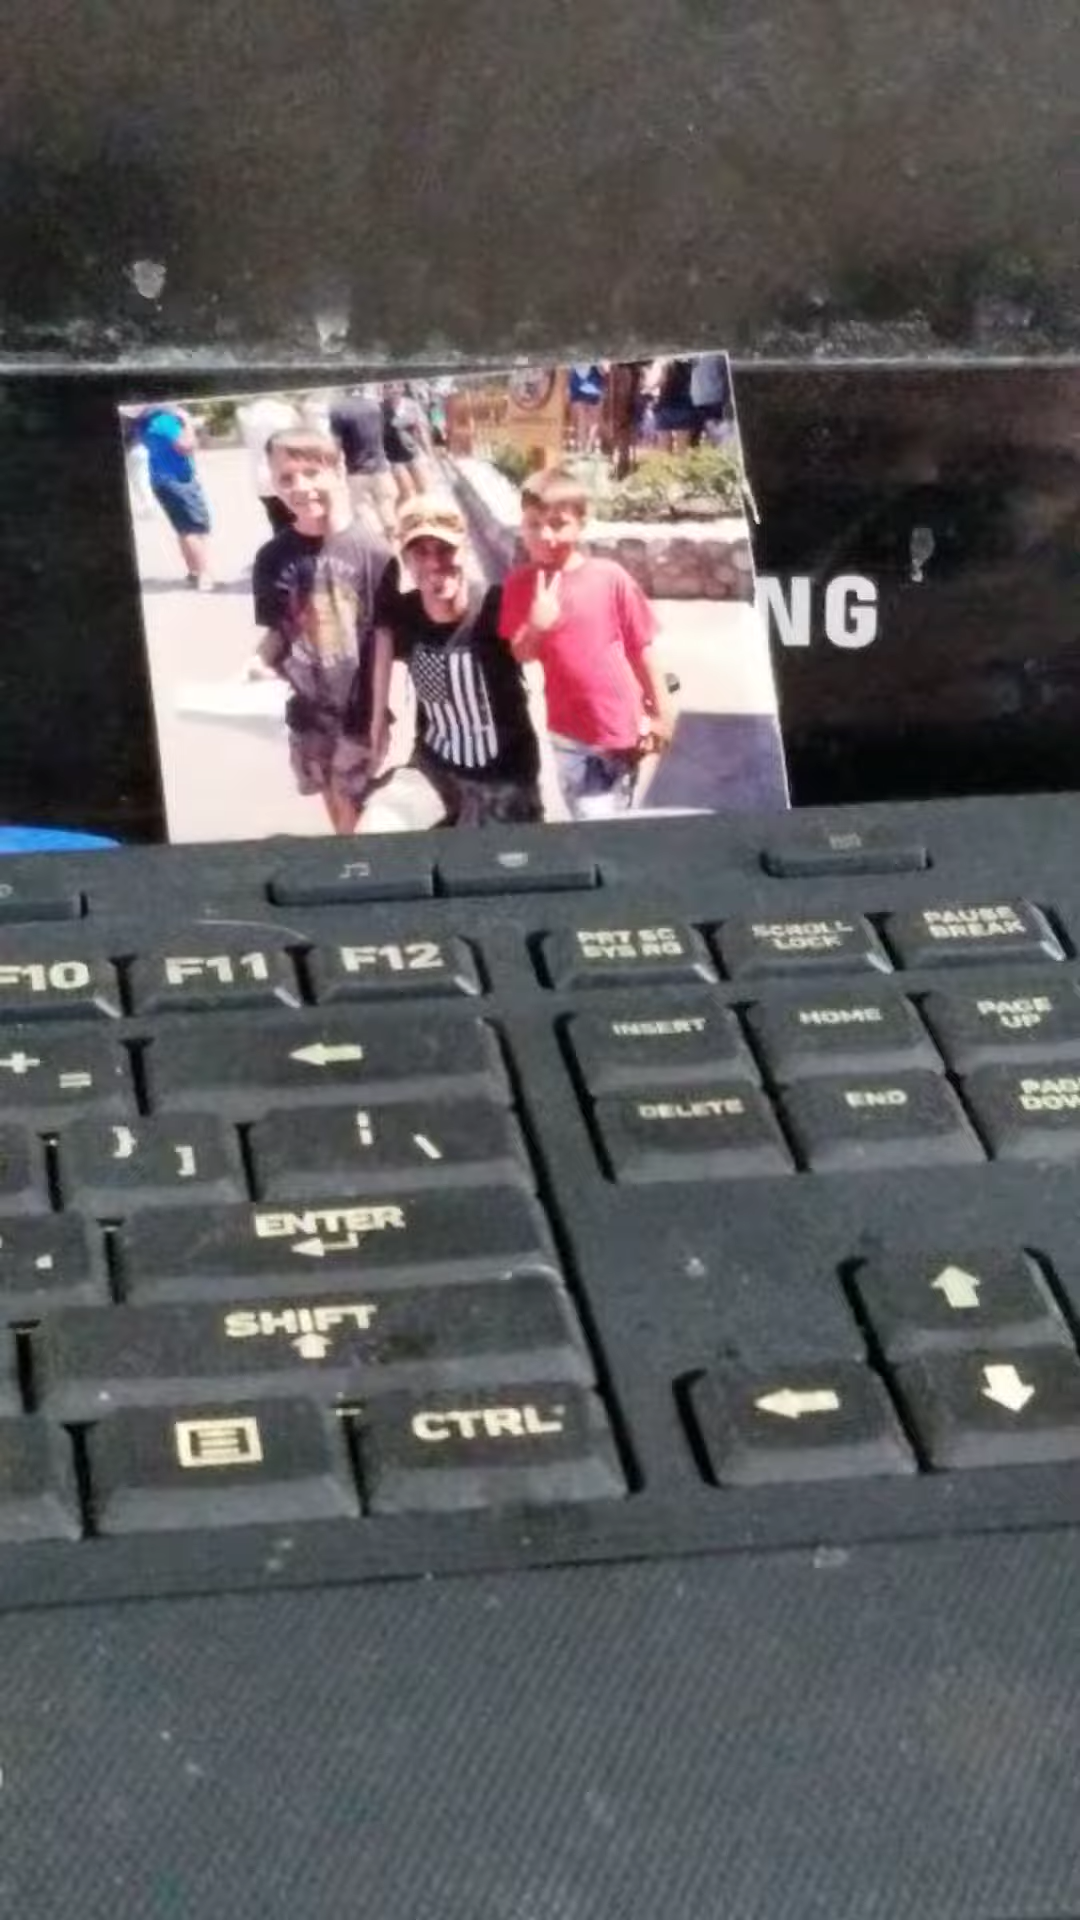 NG
F10 F11 F12 PRT SC SYS RQ SCROLL LOCK PAUSE BREAK
+ = INSERT HOME PAGE UP
} ] | \ DELETE END
ENTER
SHIFT
CTRL